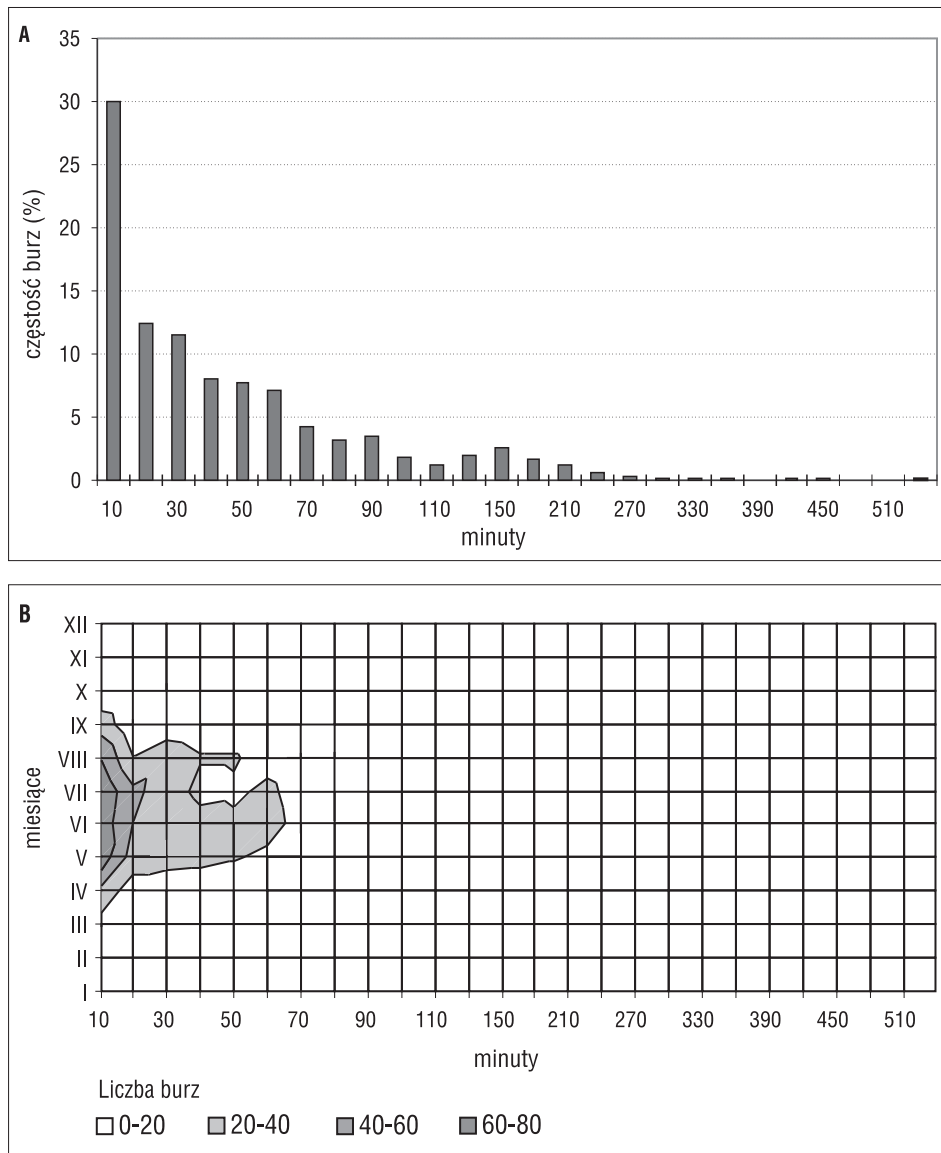 A
35
30
25
20
15
10
5
0
częstość burz (%)
10 30 50 70 90 110 150 210 270 330 390 450 510
minuty
B
XII
XI
X
IX
VIII
VII
VI
V
IV
III
II
I
miesiące
10 30 50 70 90 110 150 210 270 330 390 450 510
minuty
Liczba burz
0-20 20-40 40-60 60-80